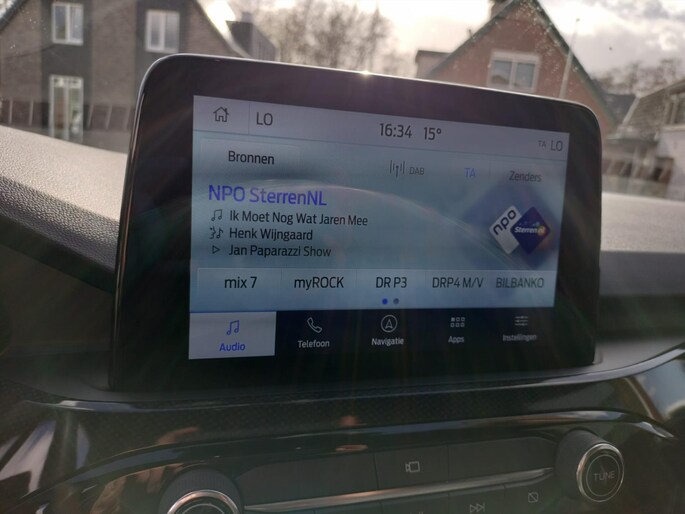 LO 16:34 15° TA LO
Bronnen DAB TA Zenders
NPO SterrenNL
Ik Moet Nog Wat Jaren Mee
Henk Wijngaard
Jan Paparazzi Show
npo SterrenNL
mix 7 myROCK DR P3 DRP4 M/V BILBANKO
Audio Telefoon Navigatie Apps Instellingen
TUNE